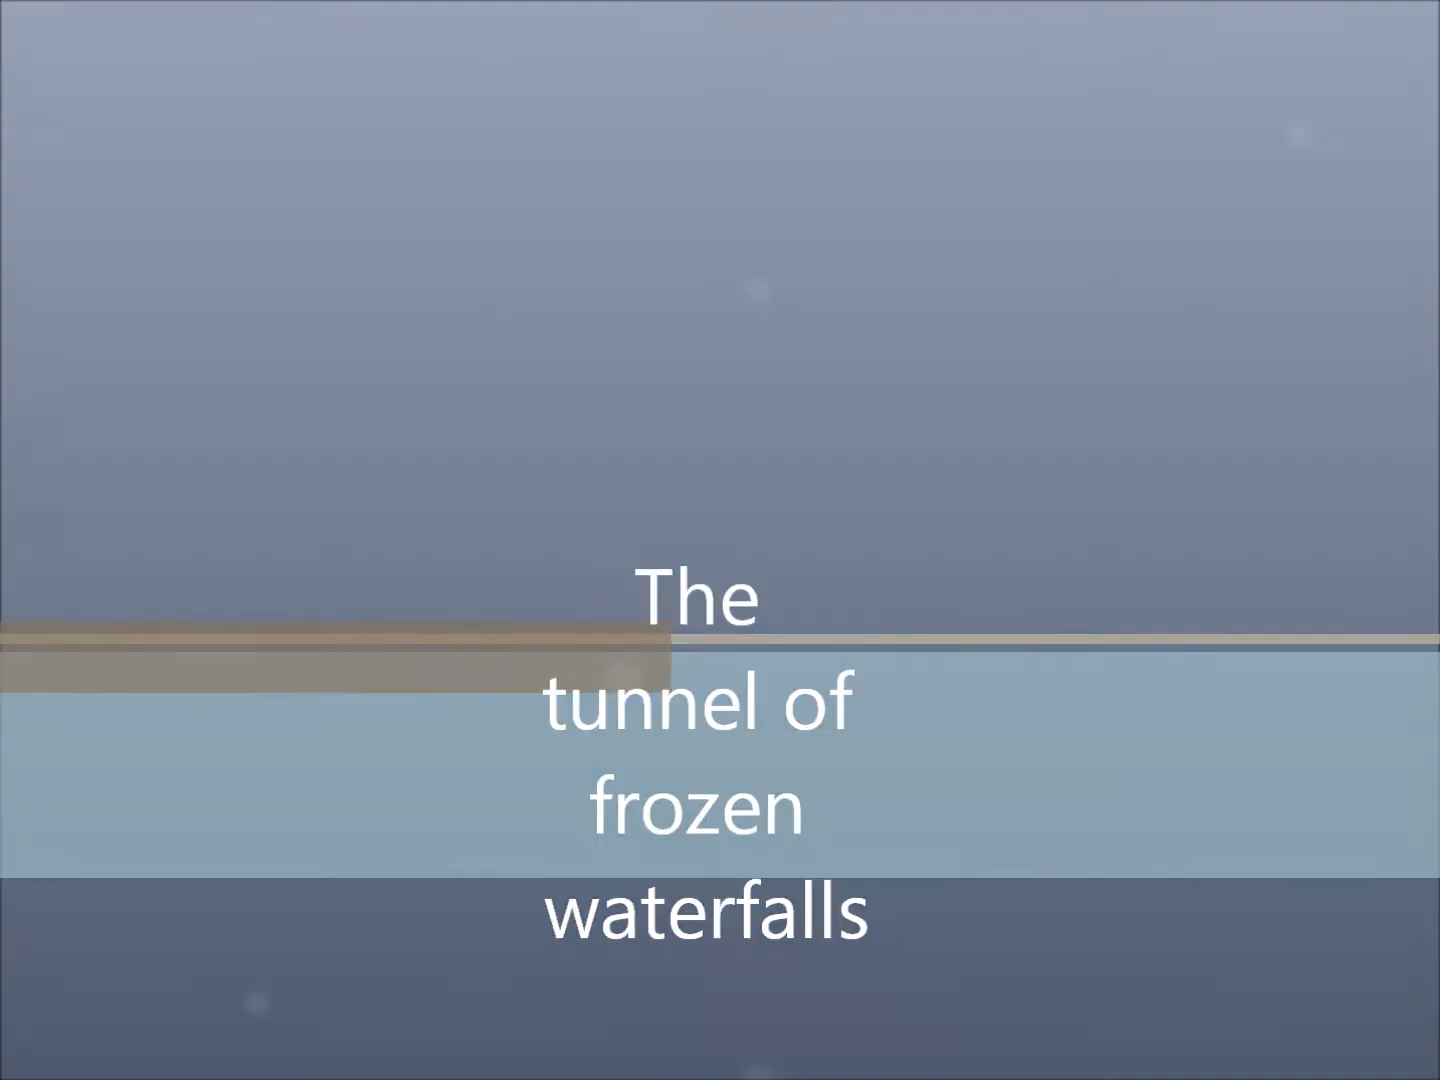 The
tunnel of
frozen
waterfalls